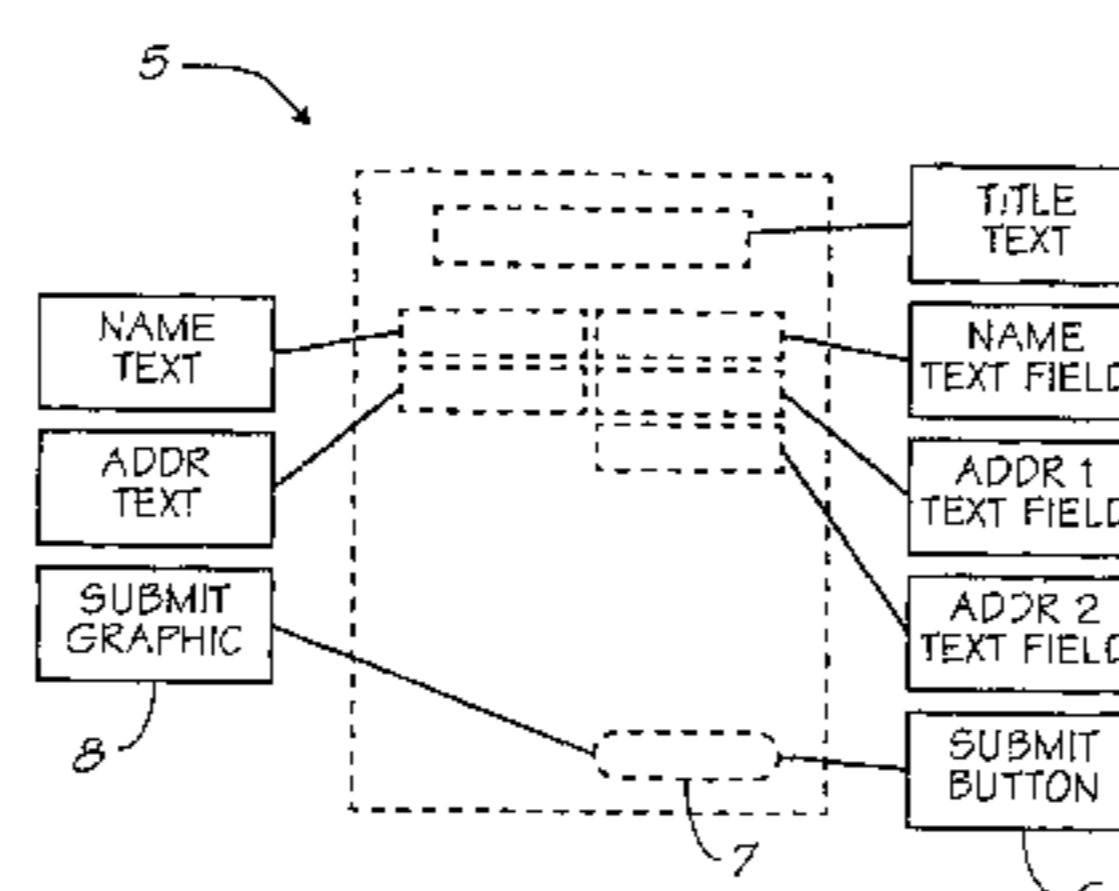 5
TITLE
TEXT
NAME
TEXT
NAME
TEXT FIELD
ADDR
TEXT
ADDR 1
TEXT FIELD
SUBMIT
GRAPHIC
ADDR 2
TEXT FIELD
8
SUBMIT
BUTTON
7